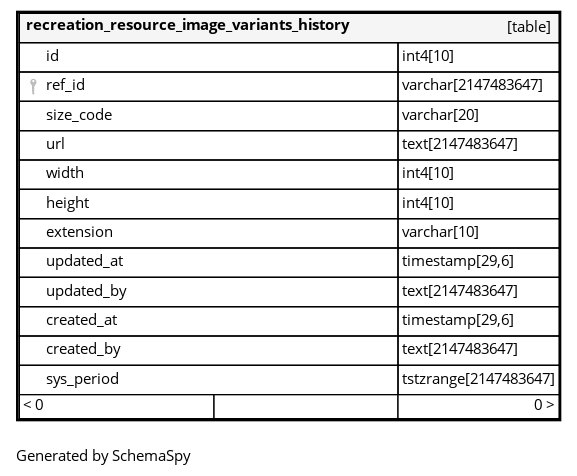 recreation_resource_image_variants_history [table]
id int4[10]
ref_id varchar[2147483647]
size_code varchar[20]
url text[2147483647]
width int4[10]
height int4[10]
extension varchar[10]
updated_at timestamp[29,6]
updated_by text[2147483647]
created_at timestamp[29,6]
created_by text[2147483647]
sys_period tstzrange[2147483647]
< 0 0 >
Generated by SchemaSpy